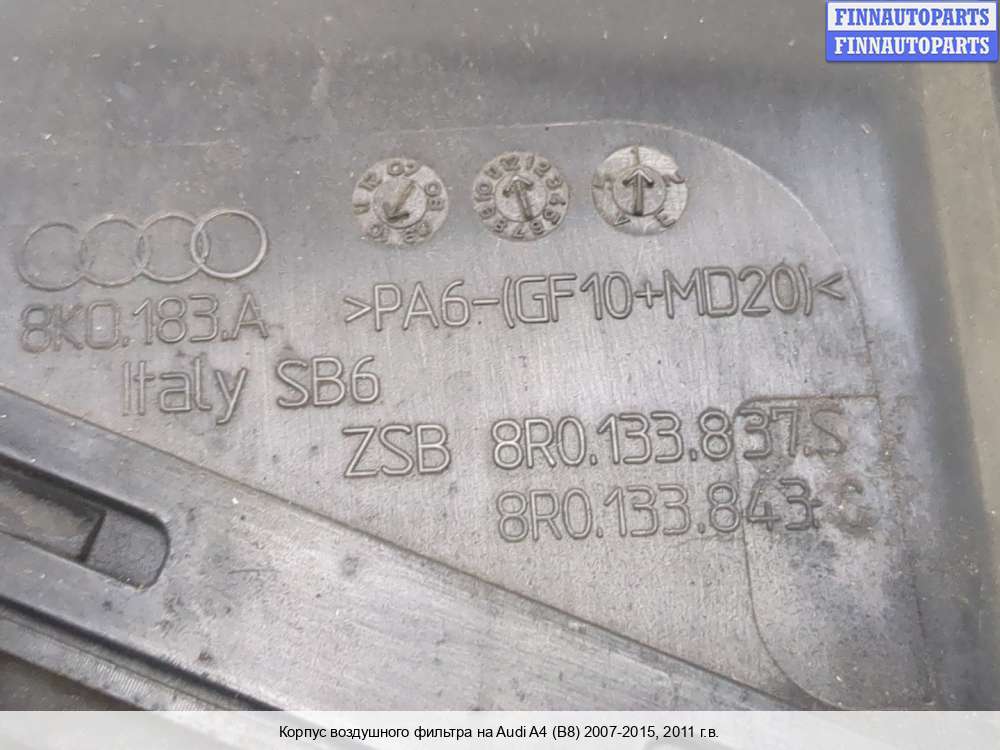 FINNAUTOPARTS
FINNAUTOPARTS
8K0.183.A
>PA6-(GF10+MD20)<
Italy SB6
ZSB 8R0.133.837.S
8R0.133.843
Корпус воздушного фильтра на Audi A4 (B8) 2007-2015, 2011 г.в.